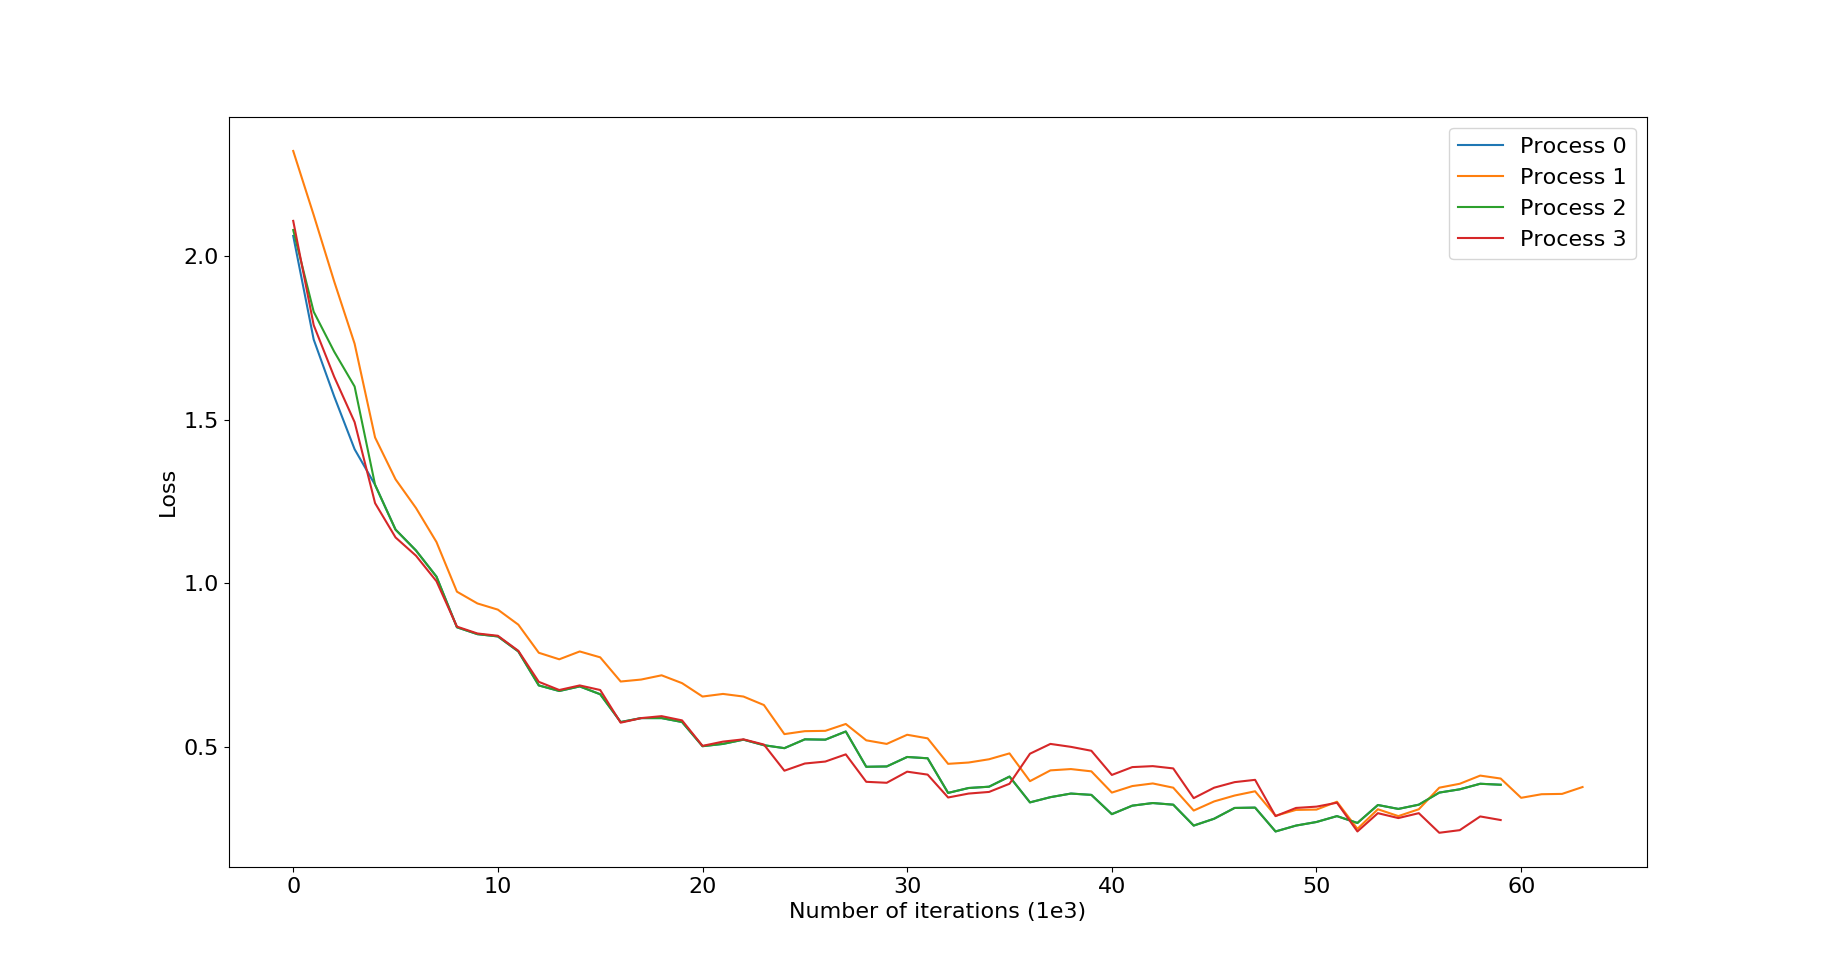 Process 0
Process 1
Process 2
Process 3
2.0
1.5
1.0
0.5
Loss
0 10 20 30 40 50 60
Number of iterations (1e3)